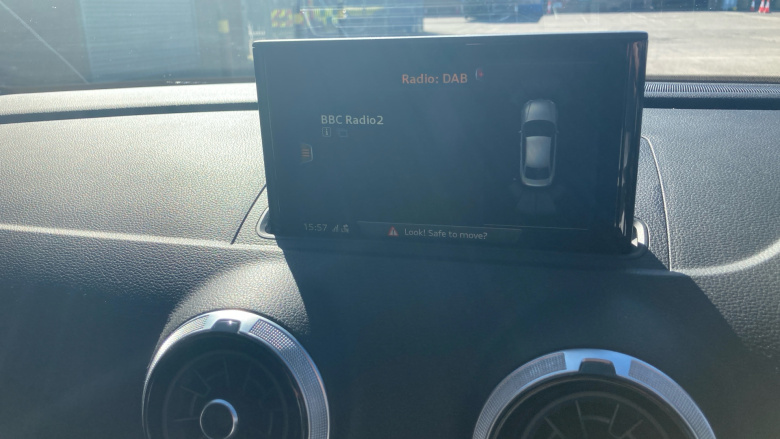 Radio: DAB
BBC Radio2
15:57
Look! Safe to move?